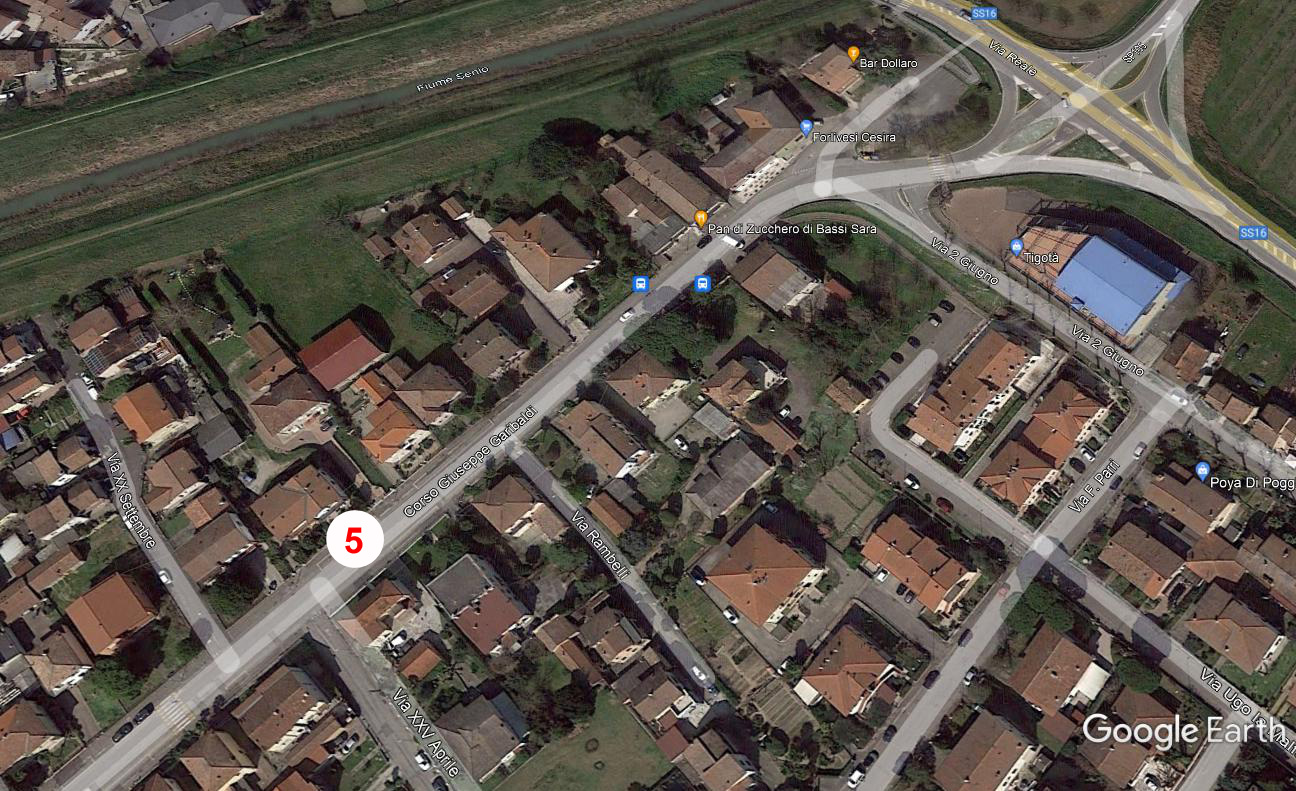 SS16
Via Reale
SS16
Bar Dollaro
Fiume Senio
Forlivesi Cesira
Pan di Zucchero di Bassi Sara
SS16
Via 2 Giugno
Tigotà
Via 2 Giugno
Corso Giuseppe Garibaldi
Via XX Settembre
Via F. Parri
Poya Di Pogg
5
Via Rambelli
Via XXV Aprile
Via Ugo
Google Earth